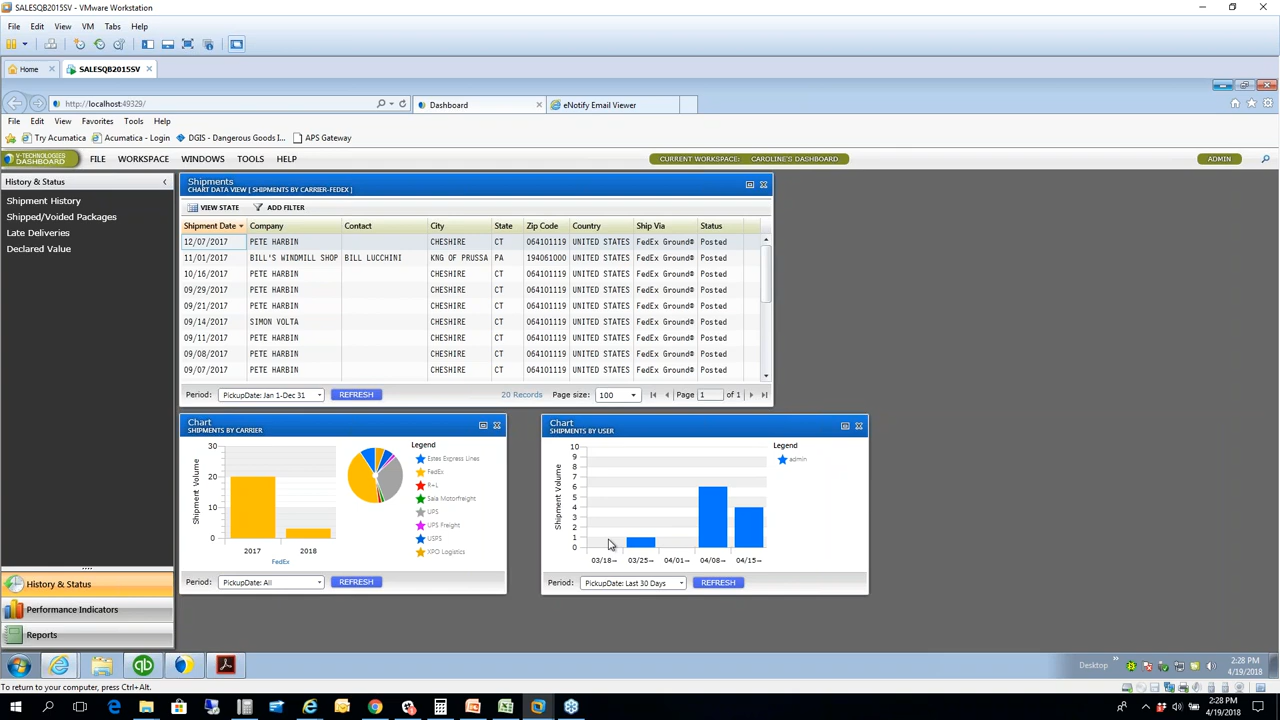 SALESQB2015SV - VMware Workstation
File Edit View VM Tabs Help
Home SALESQB2015SV
http://localhost:49329/ Dashboard eNotify Email Viewer
File Edit View Favorites Tools Help
Try Acumatica Acumatica - Login DGIS - Dangerous Goods I... APS Gateway
V-TECHNOLOGIES DASHBOARD FILE WORKSPACE WINDOWS TOOLS HELP CURRENT WORKSPACE: CAROLINE'S DASHBOARD ADMIN
History & Status
Shipment History
Shipped/Voided Packages
Late Deliveries
Declared Value
Shipments
CHART DATA VIEW [ SHIPMENTS BY CARRIER-FEDEX ]
VIEW STATE ADD FILTER
Shipment Date Company Contact City State Zip Code Country Ship Via Status
12/07/2017 PETE HARBIN CHESHIRE CT 064101119 UNITED STATES FedEx Ground® Posted
11/01/2017 BILL'S WINDMILL SHOP BILL LUCCHINI KNG OF PRUSSA PA 194061000 UNITED STATES FedEx Ground® Posted
10/16/2017 PETE HARBIN CHESHIRE CT 064101119 UNITED STATES FedEx Ground® Posted
09/29/2017 PETE HARBIN CHESHIRE CT 064101119 UNITED STATES FedEx Ground® Posted
09/21/2017 PETE HARBIN CHESHIRE CT 064101119 UNITED STATES FedEx Ground® Posted
09/14/2017 SIMON VOLTA CHESHIRE CT 064101119 UNITED STATES FedEx Ground® Posted
09/11/2017 PETE HARBIN CHESHIRE CT 064101119 UNITED STATES FedEx Ground® Posted
09/08/2017 PETE HARBIN CHESHIRE CT 064101119 UNITED STATES FedEx Ground® Posted
09/07/2017 PETE HARBIN CHESHIRE CT 064101119 UNITED STATES FedEx Ground® Posted
Period: PickupDate: Jan 1-Dec 31 REFRESH 20 Records Page size: 100 Page 1 of 1
Chart
SHIPMENTS BY CARRIER
Shipment Volume
30
20
10
0
2017 2018
FedEx
Legend
Estes Express Lines
FedEx
R+L
Saia Motorfreight
UPS
UPS Freight
USPS
XPO Logistics
Period: PickupDate: All REFRESH
Chart
SHIPMENTS BY USER
Shipment Volume
10
9
8
7
6
5
4
3
2
1
0
03/18~ 03/25~ 04/01~ 04/08~ 04/15~
Legend
admin
Period: PickupDate: Last 30 Days REFRESH
History & Status
Performance Indicators
Reports
Desktop
2:28 PM
4/19/2018
To return to your computer, press Ctrl+Alt.
2:28 PM
4/19/2018